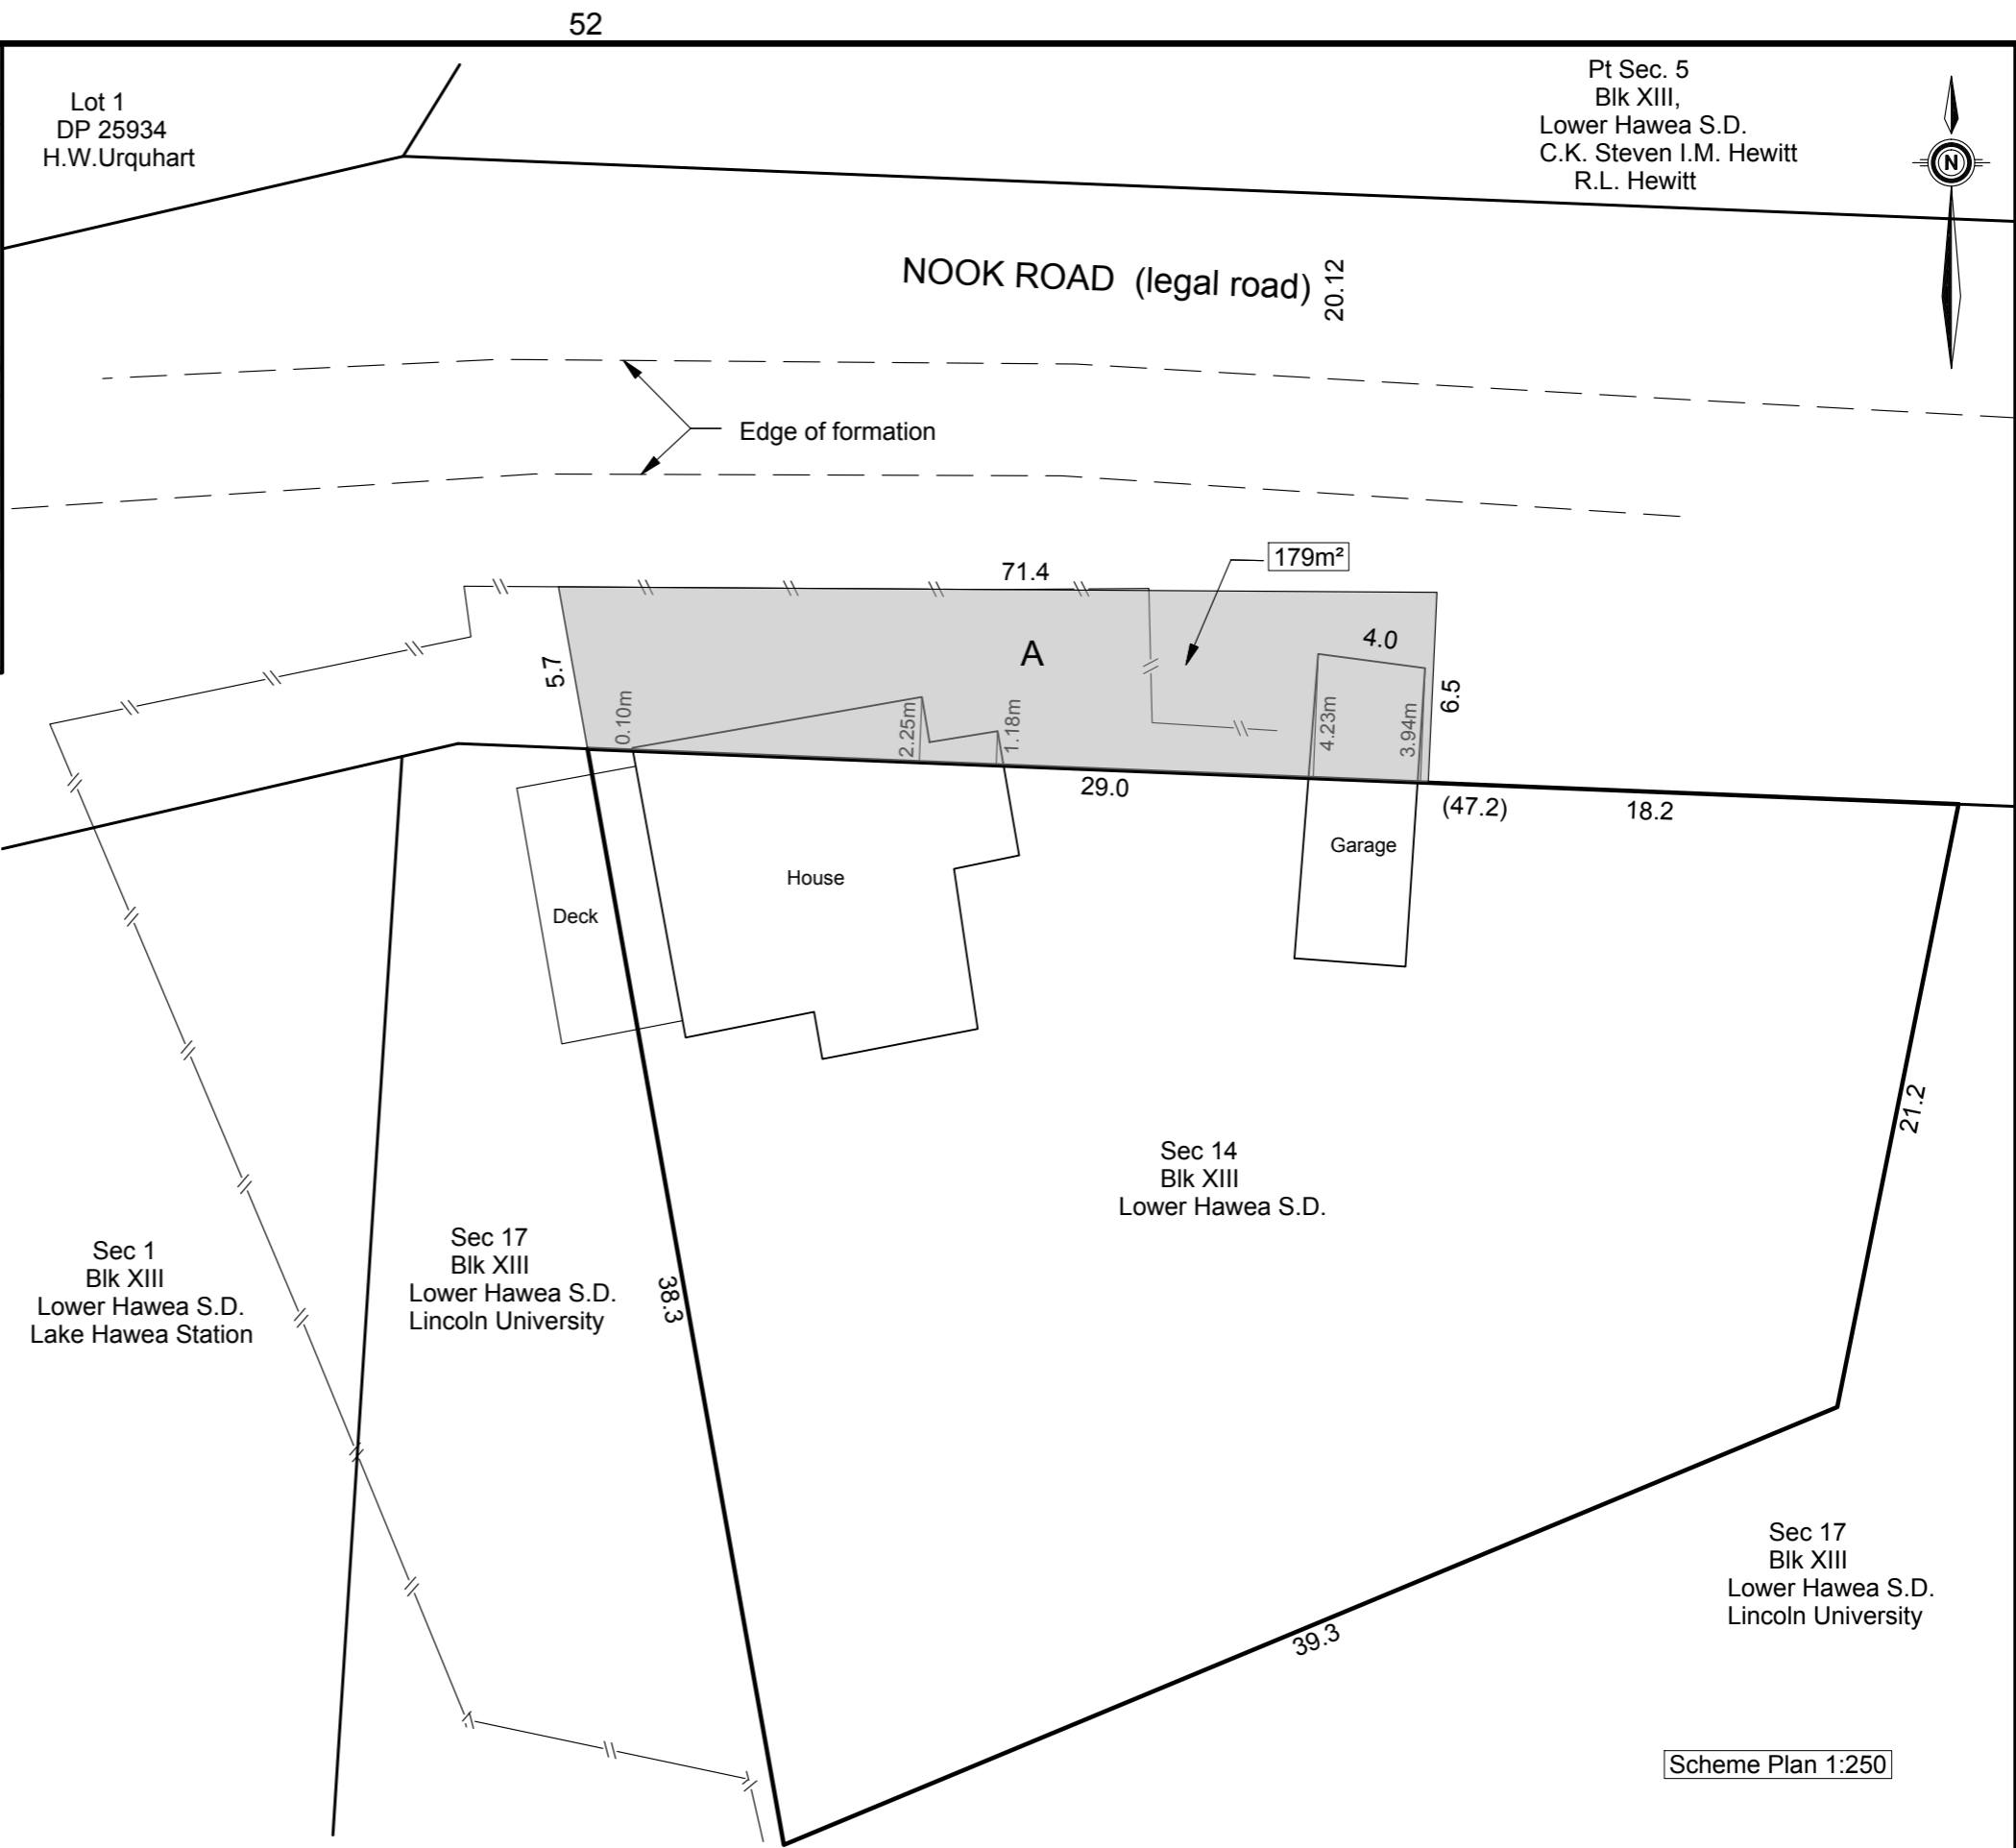 52
Lot 1
DP 25934
H.W.Urquhart
Pt Sec. 5
Blk XIII,
Lower Hawea S.D.
C.K. Steven I.M. Hewitt
R.L. Hewitt
N
NOOK ROAD (legal road)
20.12
Edge of formation
179m²
71.4
A
4.0
5.7
6.5
0.10m
2.25m
1.18m
4.23m
3.94m
29.0
(47.2)
18.2
Garage
House
Deck
21.2
Sec 14
Blk XIII
Lower Hawea S.D.
Sec 1
Blk XIII
Lower Hawea S.D.
Lake Hawea Station
Sec 17
Blk XIII
Lower Hawea S.D.
Lincoln University
38.3
39.3
Sec 17
Blk XIII
Lower Hawea S.D.
Lincoln University
Scheme Plan 1:250